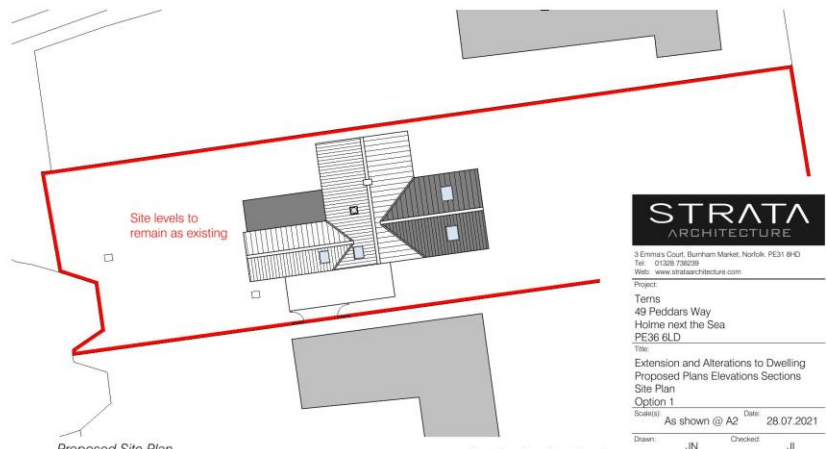 Site levels to
remain as existing
STRATA
ARCHITECTURE
3 Emma's Court, Burnham Market, Norfolk. PE31 8HD
Tel: 01328 738239
Web: www.strataarchitecture.com
Project:
Terns
49 Peddars Way
Holme next the Sea
PE36 6LD
Title:
Extension and Alterations to Dwelling
Proposed Plans Elevations Sections
Site Plan
Option 1
Scale(s): As shown @ A2 Date: 28.07.2021
Drawn: JN Checked: JL
Proposed Site Plan